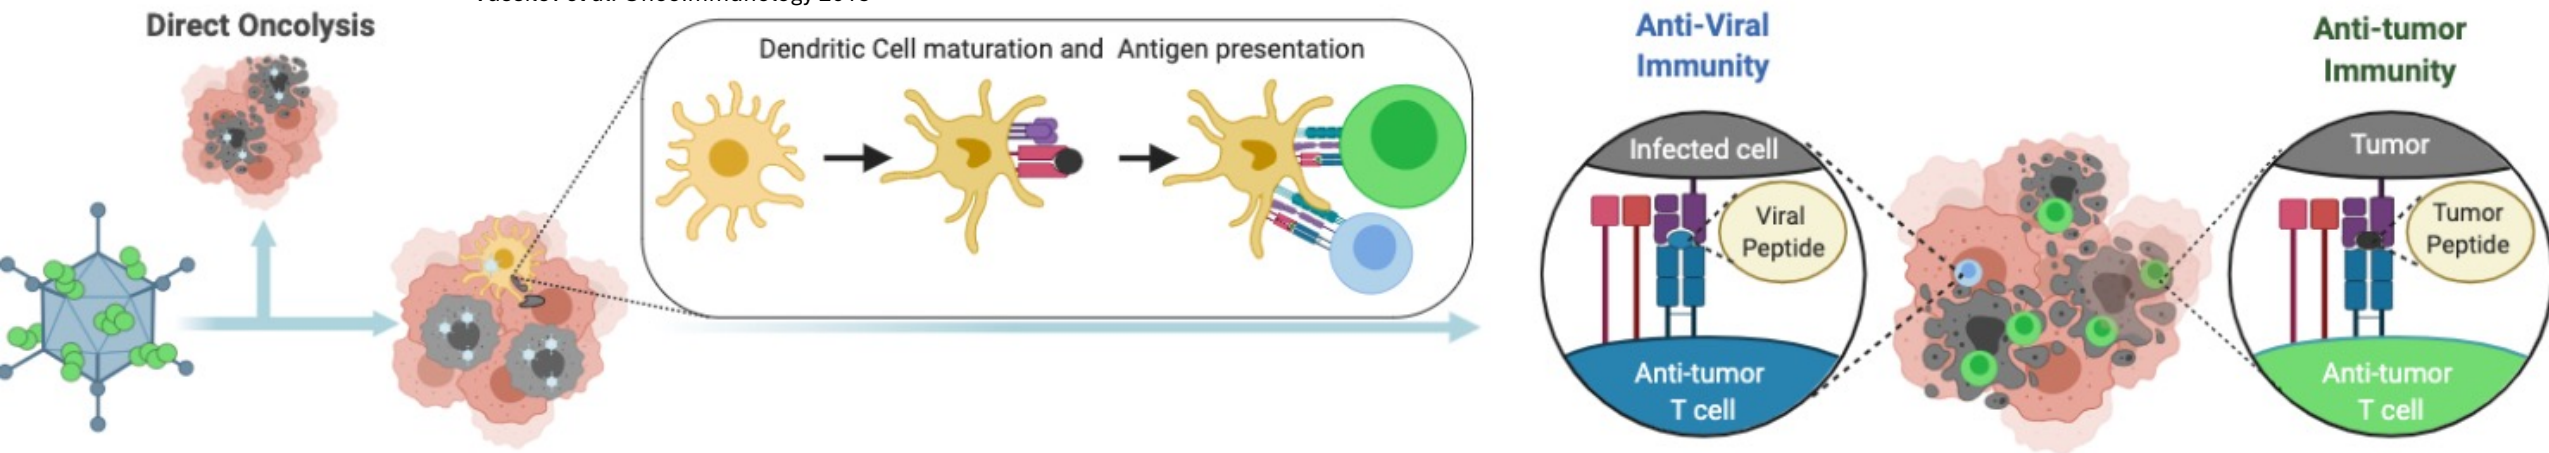 Direct Oncolysis
Dendritic Cell maturation and Antigen presentation
Anti-Viral
Immunity
Infected cell
Viral
Peptide
Anti-tumor
T cell
Anti-tumor
Immunity
Tumor
Tumor
Peptide
Anti-tumor
T cell